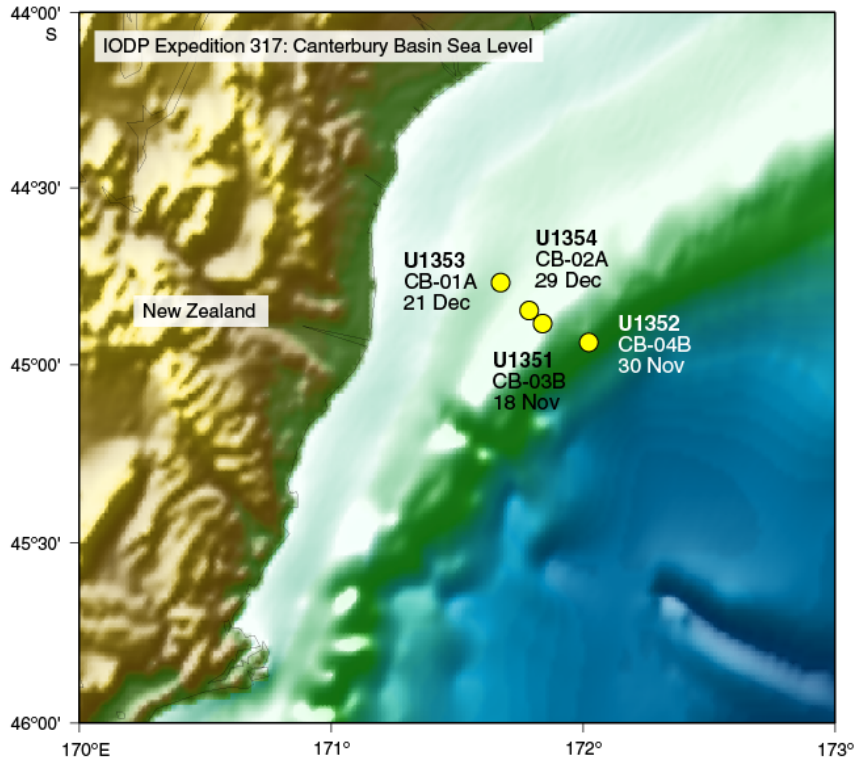 44°00'
S
IODP Expedition 317: Canterbury Basin Sea Level
44°30'
U1354
CB-02A
29 Dec
U1353
CB-01A
21 Dec
New Zealand
U1352
CB-04B
30 Nov
45°00'
U1351
CB-03B
18 Nov
45°30'
46°00'
170°E
171°
172°
173°